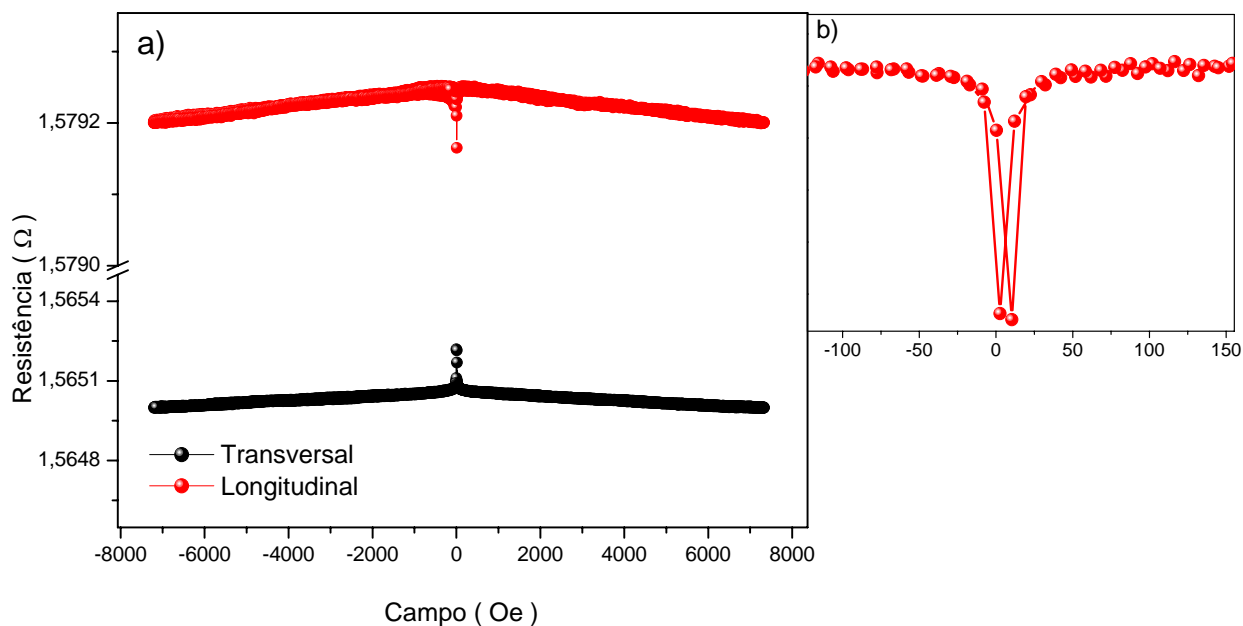 a)
b)
Resistência ( Ω )
1,5792
1,5790
1,5654
1,5651
1,5648
Transversal
Longitudinal
-8000 -6000 -4000 -2000 0 2000 4000 6000 8000
Campo ( Oe )
-100 -50 0 50 100 150